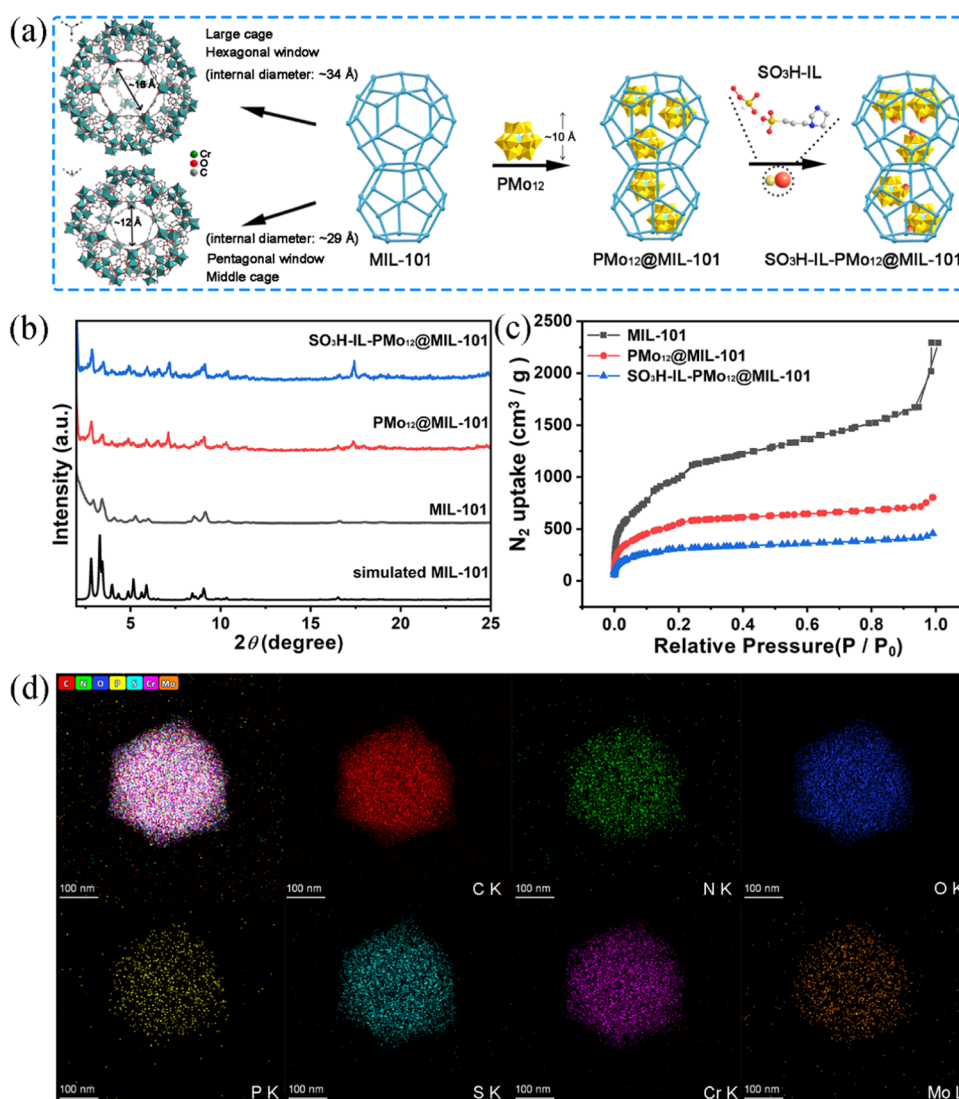 (a)
Large cage
Hexagonal window
(internal diameter: ~34 Å)
~16 Å
Cr
O
C
~12 Å
(internal diameter: ~29 Å)
Pentagonal window
Middle cage
MIL-101
~10 Å
PMo₁₂
PMo₁₂@MIL-101
SO₃H-IL
SO₃H-IL-PMo₁₂@MIL-101
(b)
SO₃H-IL-PMo₁₂@MIL-101
PMo₁₂@MIL-101
MIL-101
simulated MIL-101
Intensity (a.u.)
5 10 15 20 25
2θ (degree)
(c)
MIL-101
PMo₁₂@MIL-101
SO₃H-IL-PMo₁₂@MIL-101
N₂ uptake (cm³ / g)
2500
2000
1500
1000
500
0
0.0 0.2 0.4 0.6 0.8 1.0
Relative Pressure(P / P₀)
(d)
C N O P S Cr Mo
100 nm
100 nm C K
100 nm N K
100 nm O K
100 nm P K
100 nm S K
100 nm Cr K
100 nm Mo L